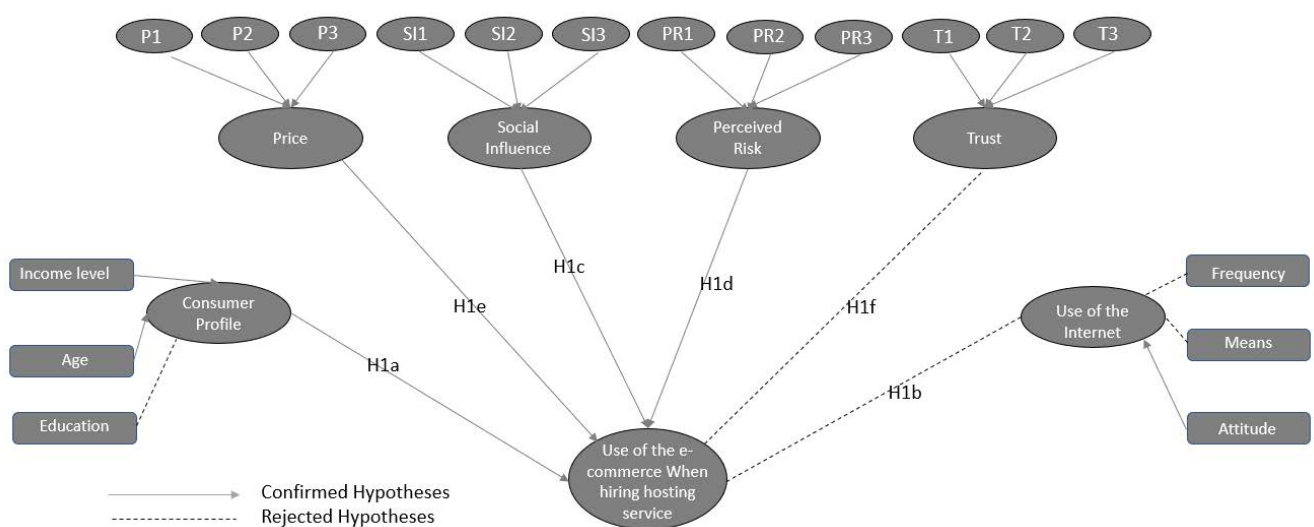 P1
P2
P3
SI1
SI2
SI3
PR1
PR2
PR3
T1
T2
T3
Price
Social
Influence
Perceived
Risk
Trust
Income level
Age
Education
Consumer
Profile
H1a
H1e
H1c
H1d
H1f
H1b
Use of the
Internet
Frequency
Means
Attitude
Use of the e-
commerce When
hiring hosting
service
Confirmed Hypotheses
Rejected Hypotheses